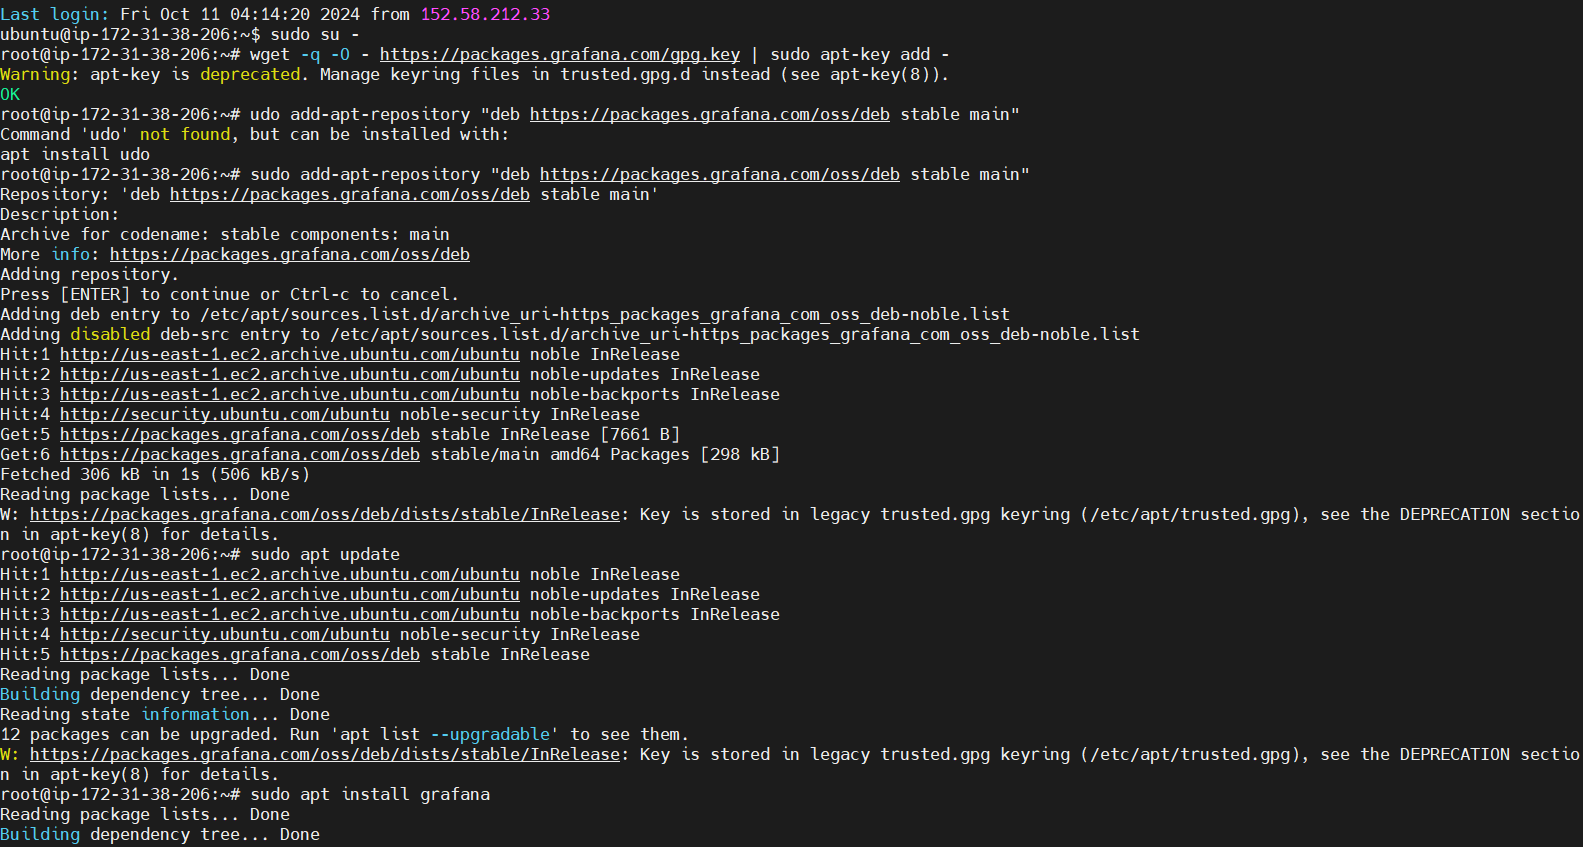 Last login: Fri Oct 11 04:14:20 2024 from 152.58.212.33
ubuntu@ip-172-31-38-206:~$ sudo su -
root@ip-172-31-38-206:~# wget -q -O - https://packages.grafana.com/gpg.key | sudo apt-key add -
Warning: apt-key is deprecated. Manage keyring files in trusted.gpg.d instead (see apt-key(8)).
OK
root@ip-172-31-38-206:~# udo add-apt-repository "deb https://packages.grafana.com/oss/deb stable main"
Command 'udo' not found, but can be installed with:
apt install udo
root@ip-172-31-38-206:~# sudo add-apt-repository "deb https://packages.grafana.com/oss/deb stable main"
Repository: 'deb https://packages.grafana.com/oss/deb stable main'
Description:
Archive for codename: stable components: main
More info: https://packages.grafana.com/oss/deb
Adding repository.
Press [ENTER] to continue or Ctrl-c to cancel.
Adding deb entry to /etc/apt/sources.list.d/archive_uri-https_packages_grafana_com_oss_deb-noble.list
Adding disabled deb-src entry to /etc/apt/sources.list.d/archive_uri-https_packages_grafana_com_oss_deb-noble.list
Hit:1 http://us-east-1.ec2.archive.ubuntu.com/ubuntu noble InRelease
Hit:2 http://us-east-1.ec2.archive.ubuntu.com/ubuntu noble-updates InRelease
Hit:3 http://us-east-1.ec2.archive.ubuntu.com/ubuntu noble-backports InRelease
Hit:4 http://security.ubuntu.com/ubuntu noble-security InRelease
Get:5 https://packages.grafana.com/oss/deb stable InRelease [7661 B]
Get:6 https://packages.grafana.com/oss/deb stable/main amd64 Packages [298 kB]
Fetched 306 kB in 1s (506 kB/s)
Reading package lists... Done
W: https://packages.grafana.com/oss/deb/dists/stable/InRelease: Key is stored in legacy trusted.gpg keyring (/etc/apt/trusted.gpg), see the DEPRECATION sectio
n in apt-key(8) for details.
root@ip-172-31-38-206:~# sudo apt update
Hit:1 http://us-east-1.ec2.archive.ubuntu.com/ubuntu noble InRelease
Hit:2 http://us-east-1.ec2.archive.ubuntu.com/ubuntu noble-updates InRelease
Hit:3 http://us-east-1.ec2.archive.ubuntu.com/ubuntu noble-backports InRelease
Hit:4 http://security.ubuntu.com/ubuntu noble-security InRelease
Hit:5 https://packages.grafana.com/oss/deb stable InRelease
Reading package lists... Done
Building dependency tree... Done
Reading state information... Done
12 packages can be upgraded. Run 'apt list --upgradable' to see them.
W: https://packages.grafana.com/oss/deb/dists/stable/InRelease: Key is stored in legacy trusted.gpg keyring (/etc/apt/trusted.gpg), see the DEPRECATION sectio
n in apt-key(8) for details.
root@ip-172-31-38-206:~# sudo apt install grafana
Reading package lists... Done
Building dependency tree... Done